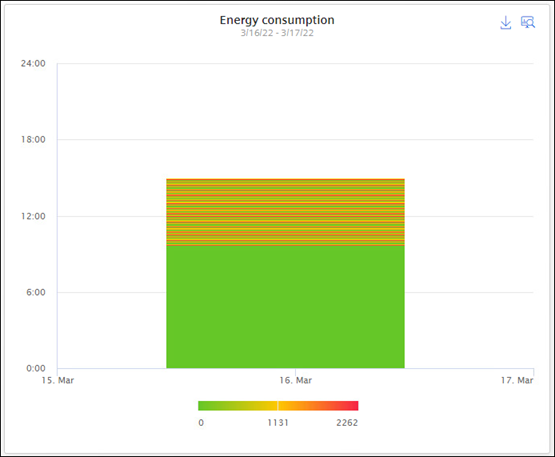 Energy consumption
3/16/22 - 3/17/22
24:00
18:00
12:00
6:00
0:00
15. Mar
16. Mar
17. Mar
0
1131
2262